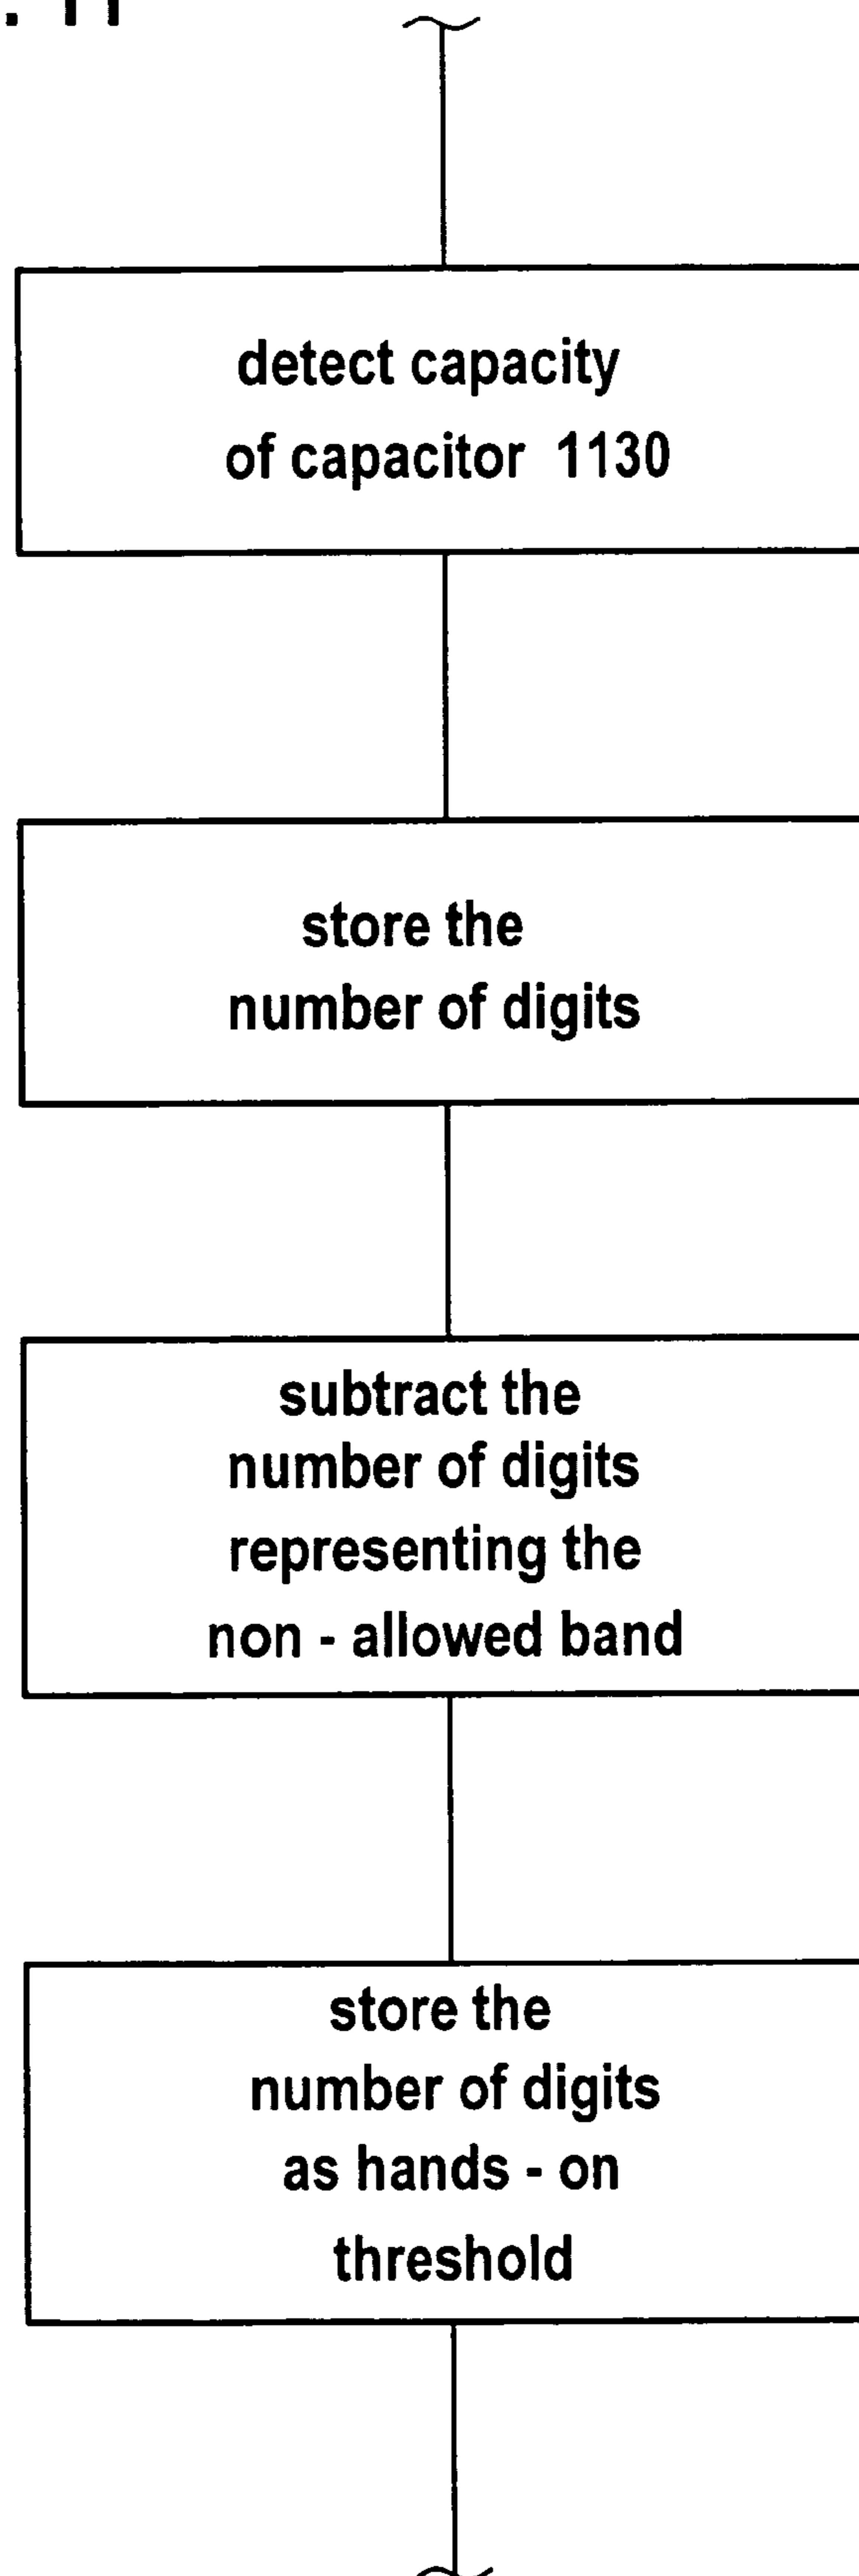 detect capacity
of capacitor 1130
store the
number of digits
subtract the
number of digits
representing the
non - allowed band
store the
number of digits
as hands - on
threshold